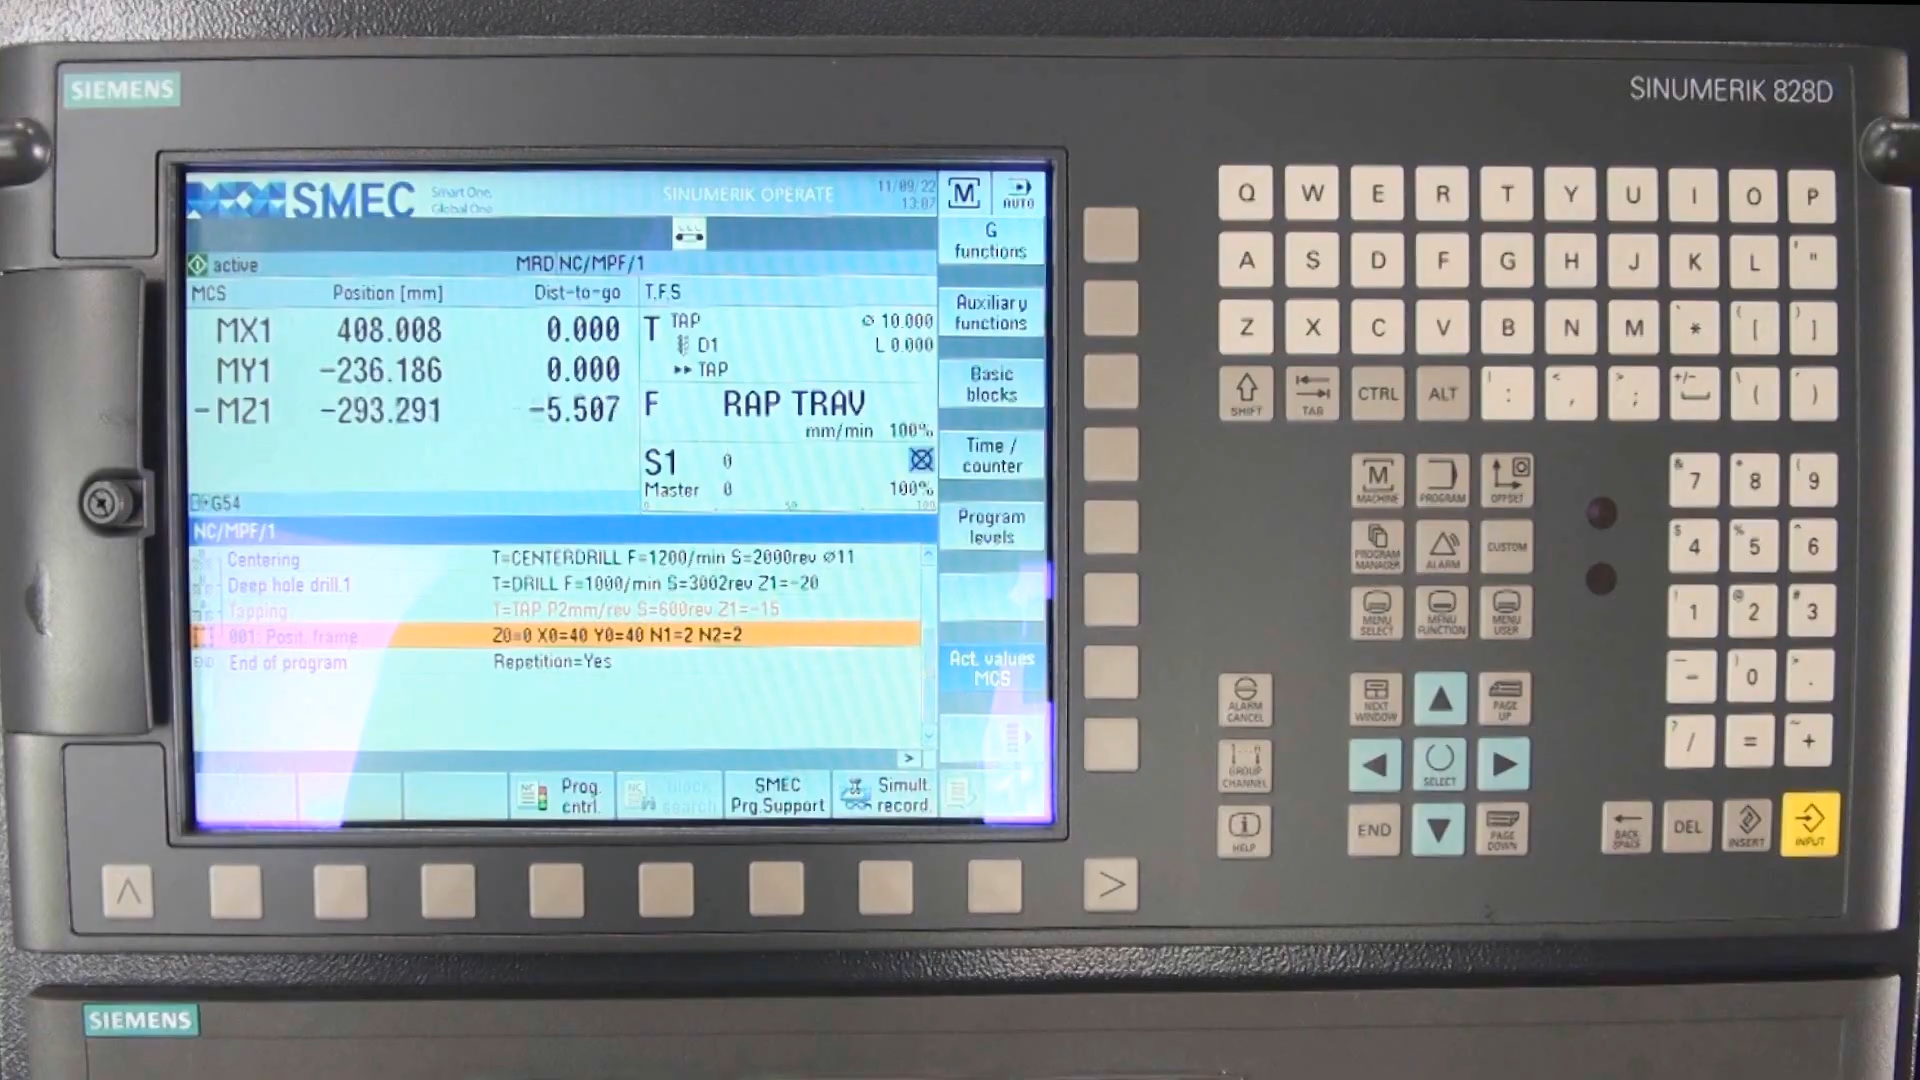 SIEMENS
SINUMERIK 828D
SMEC
Smart One,
Global One
SINUMERIK OPERATE
11/09/22
13:07
M
AUTO
active
MRD NC/MPF/1
MCS Position [mm] Dist-to-go
MX1 408.008 0.000
MY1 -236.186 0.000
-MZ1 -293.291 -5.507
G54
T,F,S
T TAP ⌀ 10.000
D1 L 0.000
TAP
F RAP TRAV
mm/min 100%
S1 0
Master 0 100%
0 50 100
NC/MPF/1
Centering T=CENTERDRILL F=1200/min S=2000rev ⌀11
Deep hole drill.1 T=DRILL F=1000/min S=3002rev Z1=-20
Tapping T=TAP P2mm/rev S=600rev Z1=-15
001: Posit. frame Z0=0 X0=40 Y0=40 N1=2 N2=2
END End of program Repetition=Yes
>
G
functions
Auxiliary
functions
Basic
blocks
Time /
counter
Program
levels
Act. values
MCS
Prog.
cntrl.
Block
search
SMEC
Prg.Support
Simult.
record.
>
Q W E R T Y U I O P
A S D F G H J K L ' "
Z X C V B N M * [ ]
SHIFT TAB CTRL ALT : , ; +/- ( )
M
MACHINE PROGRAM OFFSET
PROGRAM
MANAGER
ALARM CUSTOM
MENU
SELECT
MENU
FUNCTION
MENU
USER
7 8 9
4 5 6
1 2 3
- 0 .
/ = +
ALARM
CANCEL
NEXT
WINDOW
PAGE
UP
1...n
GROUP
CHANNEL
SELECT
HELP
END
PAGE
DOWN
BACK
SPACE
DEL
INSERT
INPUT
SIEMENS